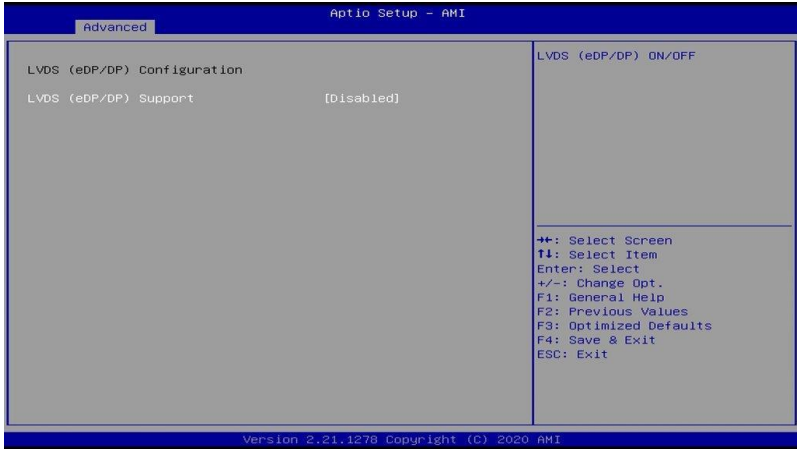 Aptio Setup – AMI
Advanced
LVDS (eDP/DP) Configuration
LVDS (eDP/DP) Support [Disabled]
LVDS (eDP/DP) ON/OFF
→←: Select Screen
↑↓: Select Item
Enter: Select
+/-: Change Opt.
F1: General Help
F2: Previous Values
F3: Optimized Defaults
F4: Save & Exit
ESC: Exit
Version 2.21.1278 Copyright (C) 2020 AMI